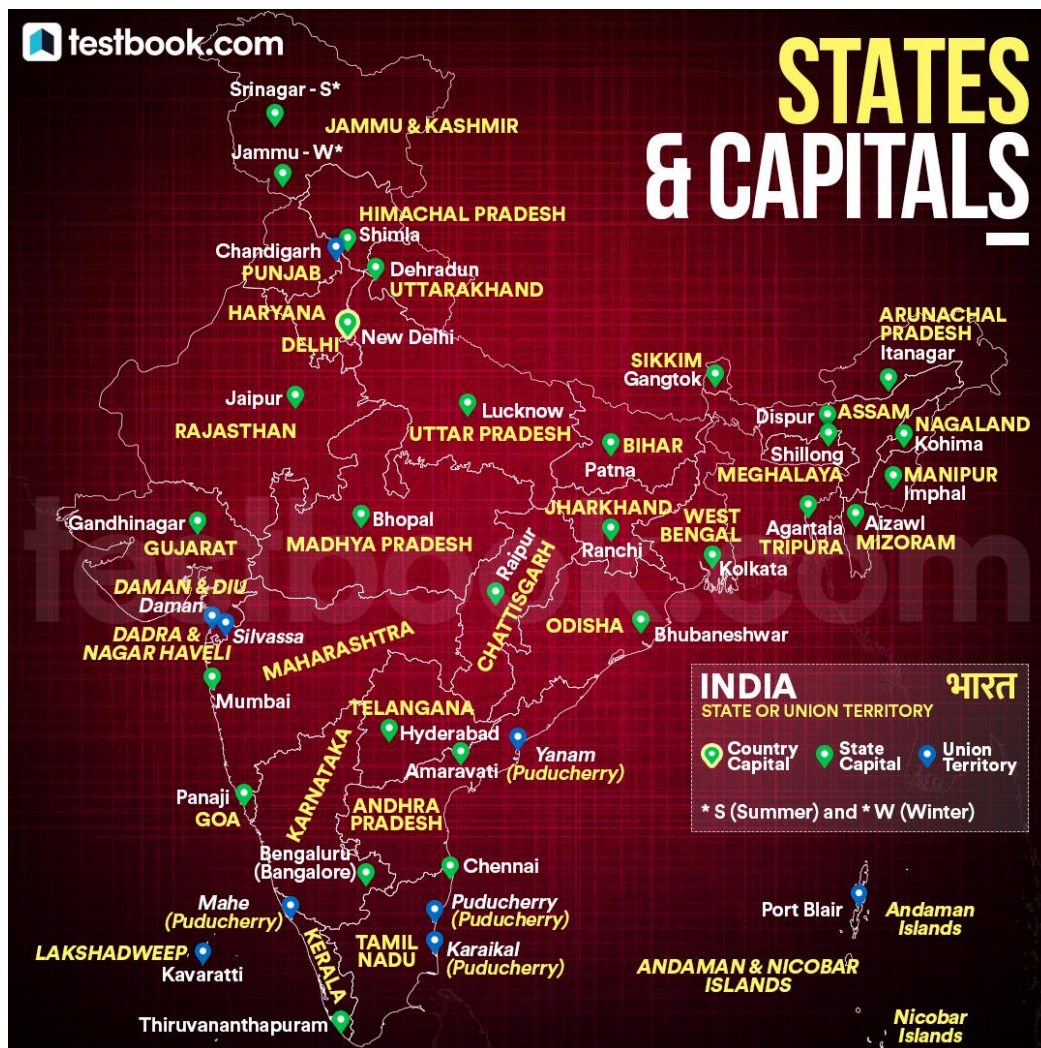 testbook.com
STATES
& CAPITALS
Srinagar - S*
JAMMU & KASHMIR
Jammu - W*
HIMACHAL PRADESH
Shimla
Chandigarh
PUNJAB
Dehradun
UTTARAKHAND
HARYANA
DELHI
New Delhi
ARUNACHAL
PRADESH
Itanagar
SIKKIM
Gangtok
Jaipur
RAJASTHAN
Lucknow
UTTAR PRADESH
BIHAR
Patna
Dispur
ASSAM
NAGALAND
Kohima
Shillong
MEGHALAYA
MANIPUR
Imphal
Gandhinagar
GUJARAT
Bhopal
MADHYA PRADESH
JHARKHAND
Ranchi
WEST
BENGAL
Kolkata
Agartala
TRIPURA
Aizawl
MIZORAM
testbook.com
DAMAN & DIU
Daman
DADRA &
NAGAR HAVELI
Silvassa
MAHARASHTRA
Mumbai
Raipur
CHATTISGARH
ODISHA
Bhubaneshwar
TELANGANA
Hyderabad
Amaravati
Yanam
(Puducherry)
INDIA
भारत
STATE OR UNION TERRITORY
Country
Capital
State
Capital
Union
Territory
* S (Summer) and * W (Winter)
Panaji
GOA
KARNATAKA
ANDHRA
PRADESH
Bengaluru
(Bangalore)
Chennai
Mahe
(Puducherry)
Puducherry
(Puducherry)
Karaikal
(Puducherry)
KERALA
TAMIL
NADU
LAKSHADWEEP
Kavaratti
Thiruvananthapuram
Port Blair
Andaman
Islands
ANDAMAN & NICOBAR
ISLANDS
Nicobar
Islands